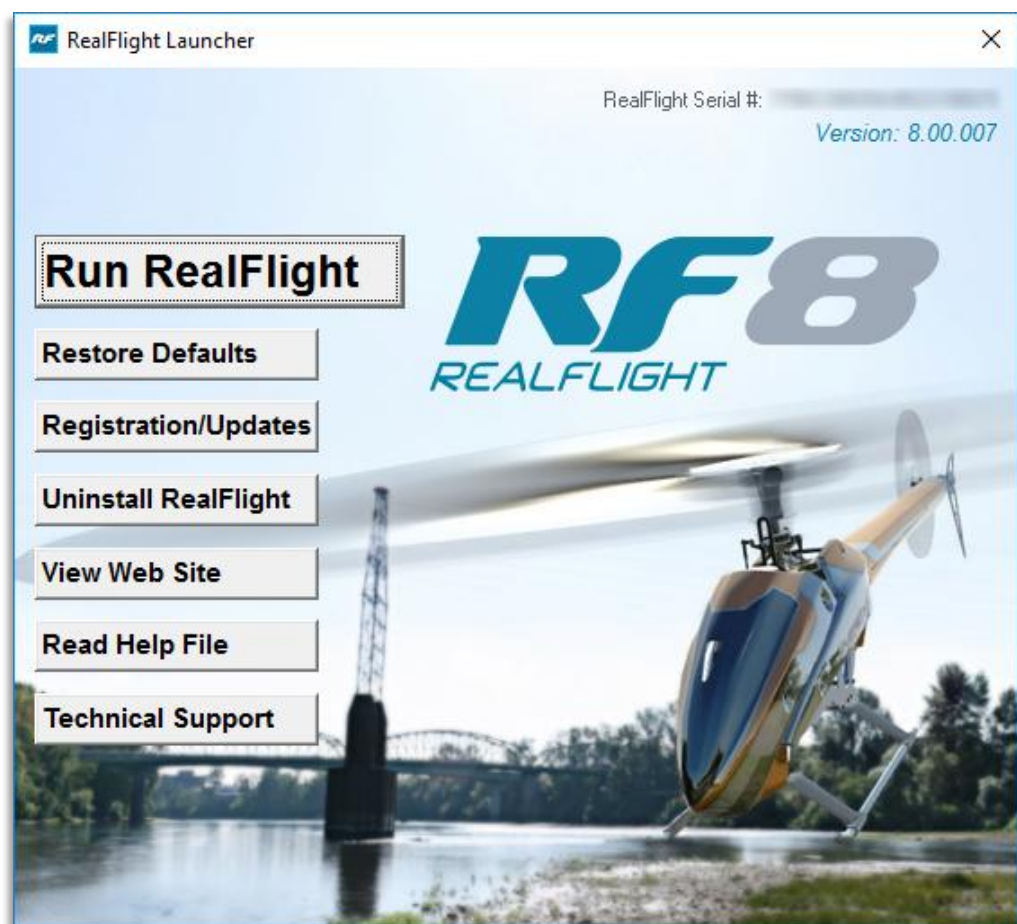 RF RealFlight Launcher
RealFlight Serial #:
Version: 8.00.007
Run RealFlight
RF8
REALFLIGHT
Restore Defaults
Registration/Updates
Uninstall RealFlight
View Web Site
Read Help File
Technical Support